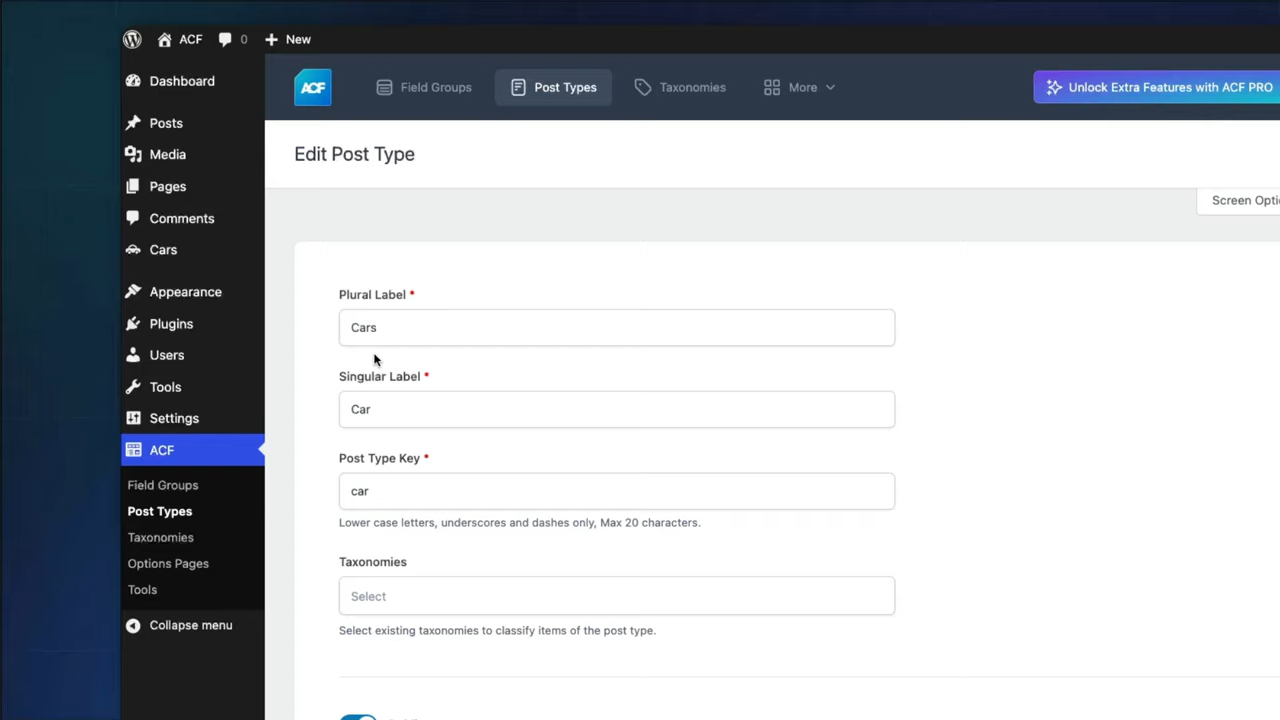 ACF 0 New
Dashboard
Posts
Media
Pages
Comments
Cars
Appearance
Plugins
Users
Tools
Settings
ACF
Field Groups
Post Types
Taxonomies
Options Pages
Tools
Collapse menu
ACF Field Groups Post Types Taxonomies More Unlock Extra Features with ACF PRO
Edit Post Type
Screen Opti
Plural Label *
Cars
Singular Label *
Car
Post Type Key *
car
Lower case letters, underscores and dashes only, Max 20 characters.
Taxonomies
Select
Select existing taxonomies to classify items of the post type.